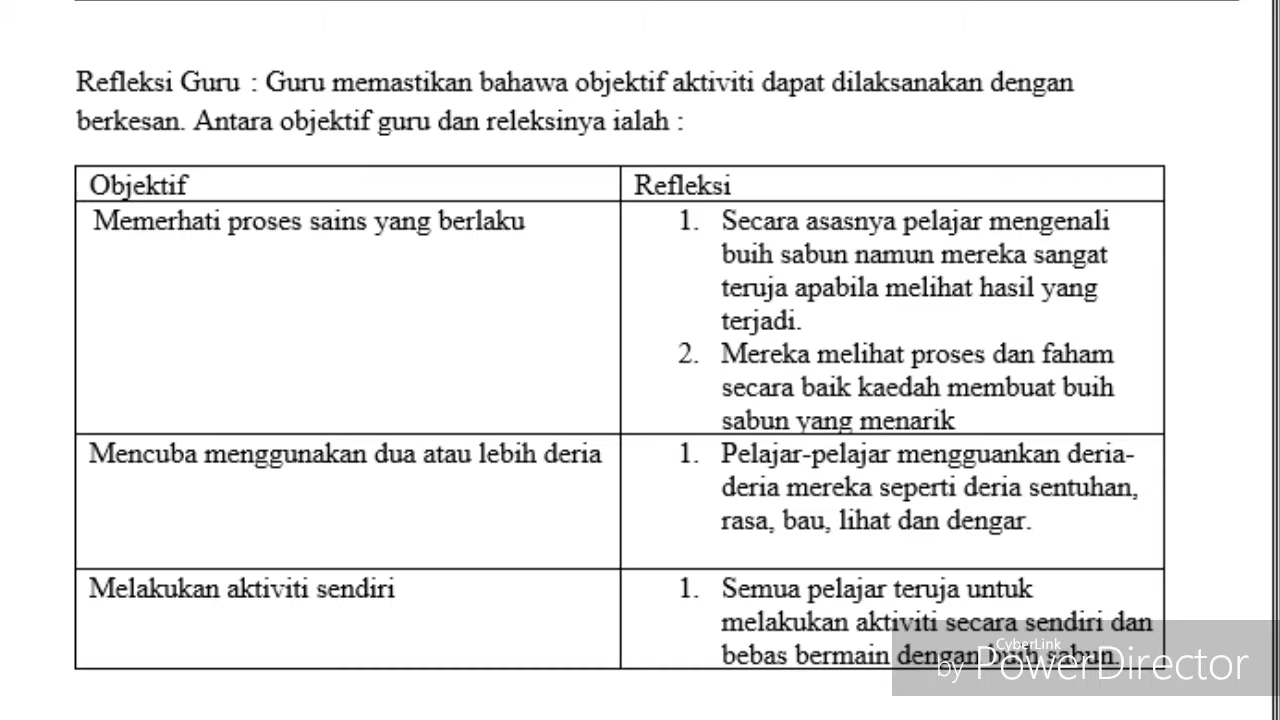 Refleksi Guru : Guru memastikan bahawa objektif aktiviti dapat dilaksanakan dengan
berkesan. Antara objektif guru dan releksinya ialah :
Objektif
Refleksi
Memerhati proses sains yang berlaku
1. Secara asasnya pelajar mengenali
buih sabun namun mereka sangat
teruja apabila melihat hasil yang
terjadi.
2. Mereka melihat proses dan faham
secara baik kaedah membuat buih
sabun yang menarik
Mencuba menggunakan dua atau lebih deria
1. Pelajar-pelajar mengguankan deria-
deria mereka seperti deria sentuhan,
rasa, bau, lihat dan dengar.
Melakukan aktiviti sendiri
1. Semua pelajar teruja untuk
melakukan aktiviti secara sendiri dan
bebas bermain dengan buih sabun.
CyberLink
by PowerDirector